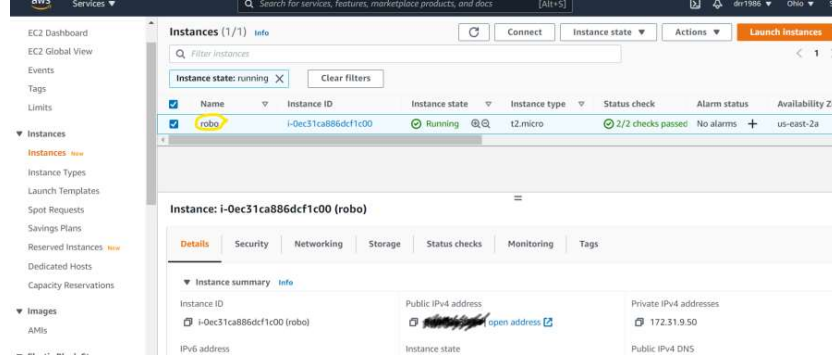 aws Services ▼ Search for services, features, marketplace products, and docs [Alt+S] drr1986 ▼ Ohio ▼
EC2 Dashboard
EC2 Global View
Events
Tags
Limits
▼ Instances
Instances New
Instance Types
Launch Templates
Spot Requests
Savings Plans
Reserved Instances New
Dedicated Hosts
Capacity Reservations
▼ Images
AMIs
Instances (1/1) Info Connect Instance state ▼ Actions ▼ Launch instances
Filter instances < 1
Instance state: running X Clear filters
Name Instance ID Instance state Instance type Status check Alarm status Availability Z
robo i-0ec31ca886dcf1c00 Running t2.micro 2/2 checks passed No alarms + us-east-2a
Instance: i-0ec31ca886dcf1c00 (robo)
Details Security Networking Storage Status checks Monitoring Tags
▼ Instance summary Info
Instance ID Public IPv4 address Private IPv4 addresses
i-0ec31ca886dcf1c00 (robo) open address 172.31.9.50
IPv6 address Instance state Public IPv4 DNS